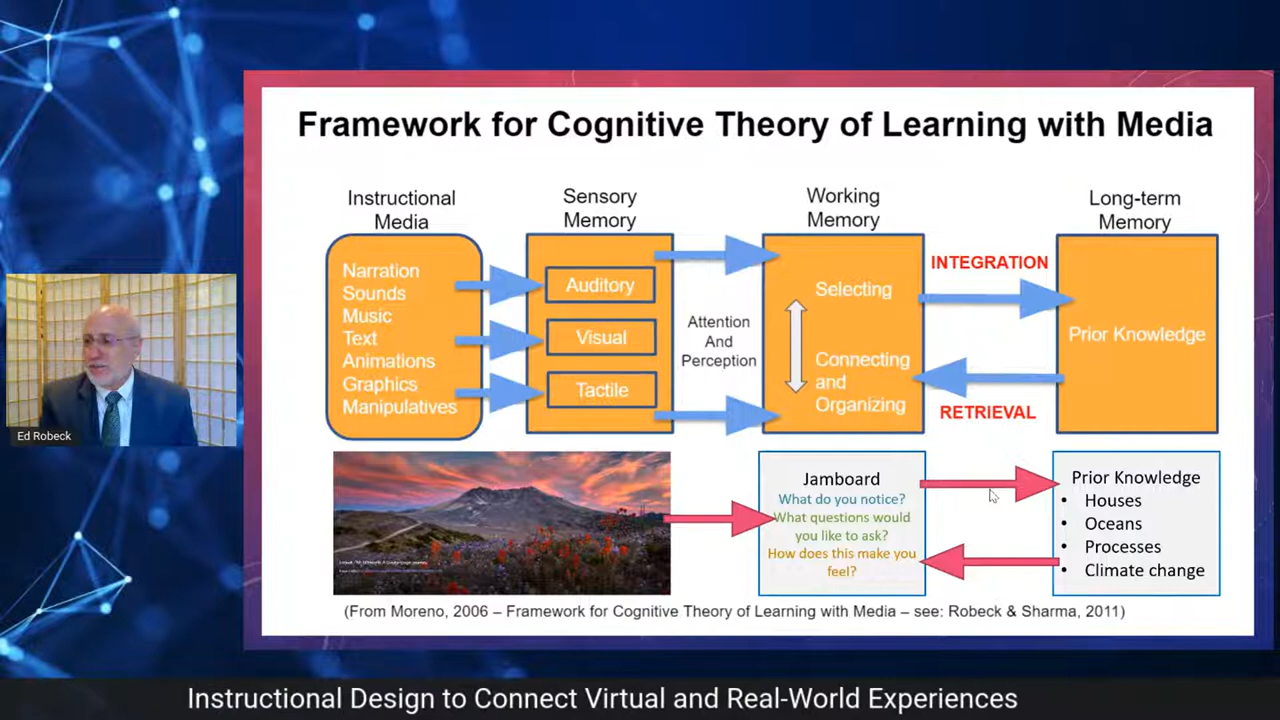 Framework for Cognitive Theory of Learning with Media
Instructional
Media
Sensory
Memory
Working
Memory
Long-term
Memory
Narration
Sounds
Music
Text
Animations
Graphics
Manipulatives
Auditory
Visual
Tactile
Attention
And
Perception
Selecting
Connecting
and
Organizing
INTEGRATION
RETRIEVAL
Prior Knowledge
Ed Robeck
Jamboard
What do you notice?
What questions would
you like to ask?
How does this make you
feel?
Prior Knowledge
• Houses
• Oceans
• Processes
• Climate change
(From Moreno, 2006 – Framework for Cognitive Theory of Learning with Media – see: Robeck & Sharma, 2011)
Instructional Design to Connect Virtual and Real-World Experiences